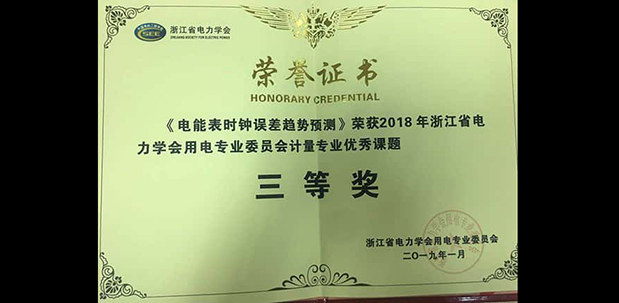 浙江省电力学会
ZHEJIANG SOCIETY FOR ELECTRIC POWER
荣誉证书
HONORARY CREDENTIAL
《电能表时钟误差趋势预测》荣获2018年浙江省电
力学会用电专业委员会计量专业优秀课题
三等奖
浙江省电力学会用电专业委员会
二〇一九年一月